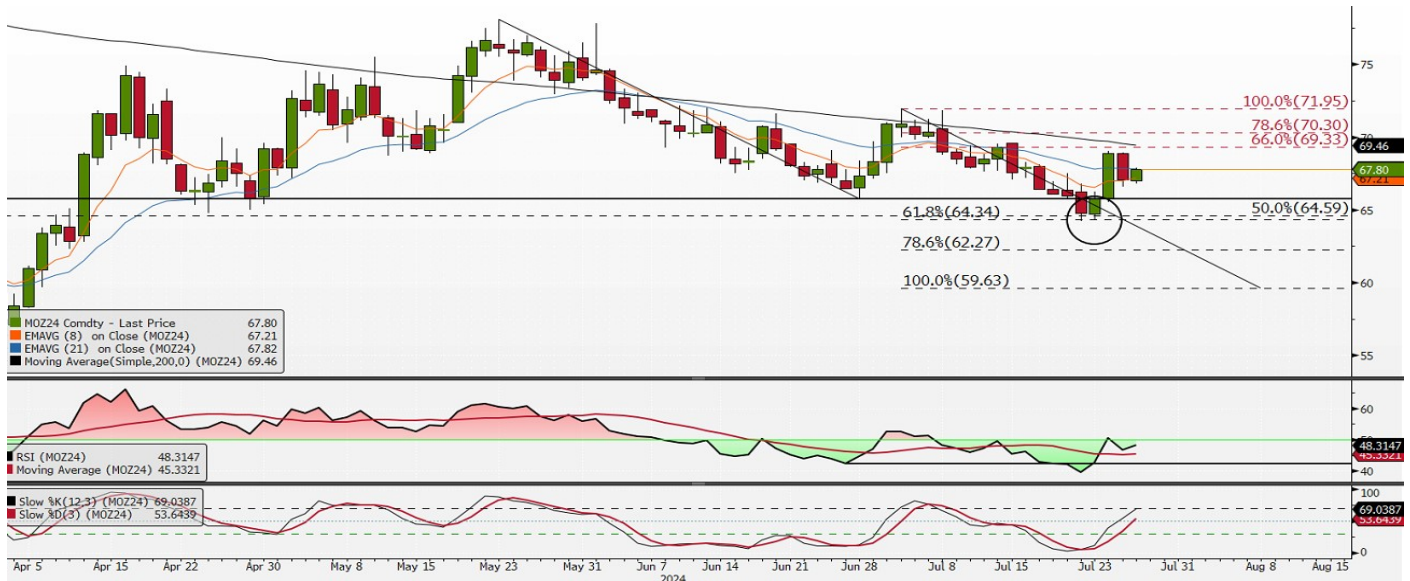 75
100.0%(71.95)
78.6%(70.30)
70
66.0%(69.33)
69.46
67.80
67.21
50.0%(64.59)
65
61.8%(64.34)
78.6%(62.27)
100.0%(59.63)
60
55
MOZ24 Comdty - Last Price 67.80
EMAVG (8) on Close (MOZ24) 67.21
EMAVG (21) on Close (MOZ24) 67.82
Moving Average(Simple,200,0) (MOZ24) 69.46
60
48.3147
45.3321
40
RSI (MOZ24) 48.3147
Moving Average (MOZ24) 45.3321
100
69.0387
53.6439
0
Slow %K(12,3) (MOZ24) 69.0387
Slow %D(3) (MOZ24) 53.6439
Apr 5 Apr 15 Apr 22 Apr 30 May 8 May 15 May 23 May 31 Jun 7 Jun 14 Jun 24 Jun 28 Jul 8 Jul 15 Jul 23 Jul 31 Aug 8 Aug 15
2024